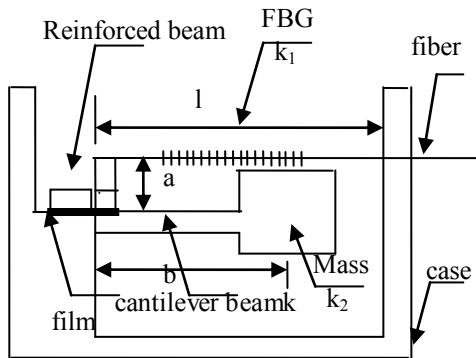 FBG
k1
Reinforced beam
fiber
l
a
b
Mass
k2
cantilever beamk
film
case